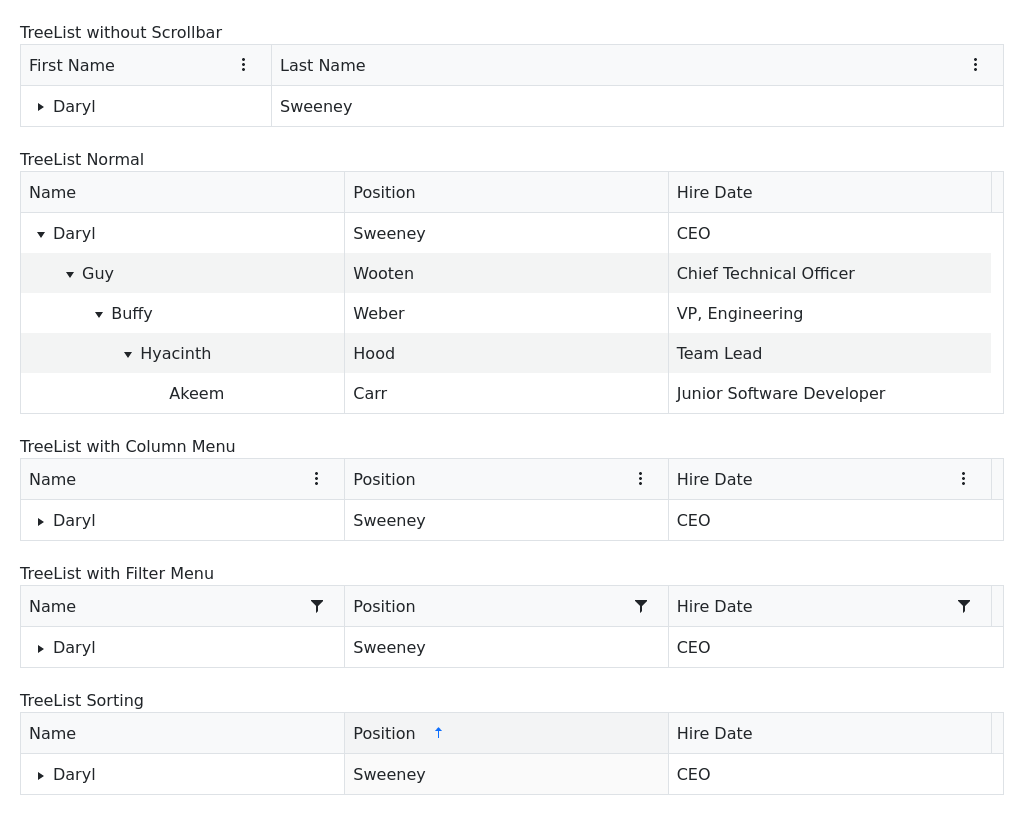 TreeList without Scrollbar
First Name Last Name
Daryl Sweeney
TreeList Normal
Name Position Hire Date
Daryl Sweeney CEO
Guy Wooten Chief Technical Officer
Buffy Weber VP, Engineering
Hyacinth Hood Team Lead
Akeem Carr Junior Software Developer
TreeList with Column Menu
Name Position Hire Date
Daryl Sweeney CEO
TreeList with Filter Menu
Name Position Hire Date
Daryl Sweeney CEO
TreeList Sorting
Name Position Hire Date
Daryl Sweeney CEO